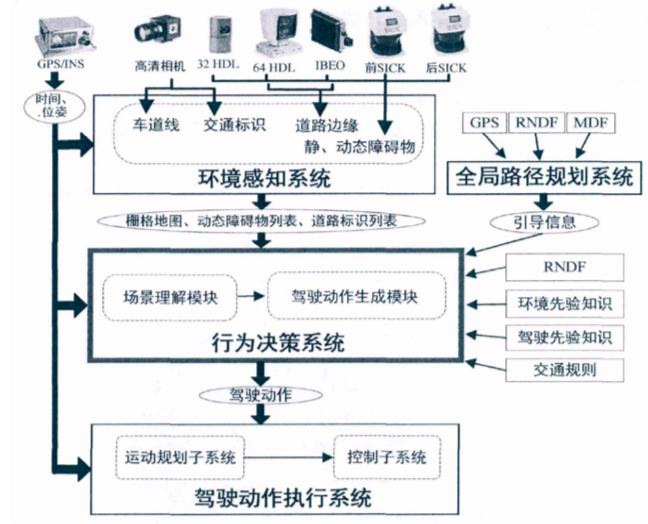 GPS/INS
高清相机
32 HDL
64 HDL
IBEO
前SICK
后SICK
时间、
位姿
车道线
交通标识
道路边缘
静、动态障碍物
环境感知系统
GPS
RNDF
MDF
全局路径规划系统
引导信息
栅格地图、动态障碍物列表、道路标识列表
场景理解模块
驾驶动作生成模块
行为决策系统
RNDF
环境先验知识
驾驶先验知识
交通规则
驾驶动作
运动规划子系统
控制子系统
驾驶动作执行系统